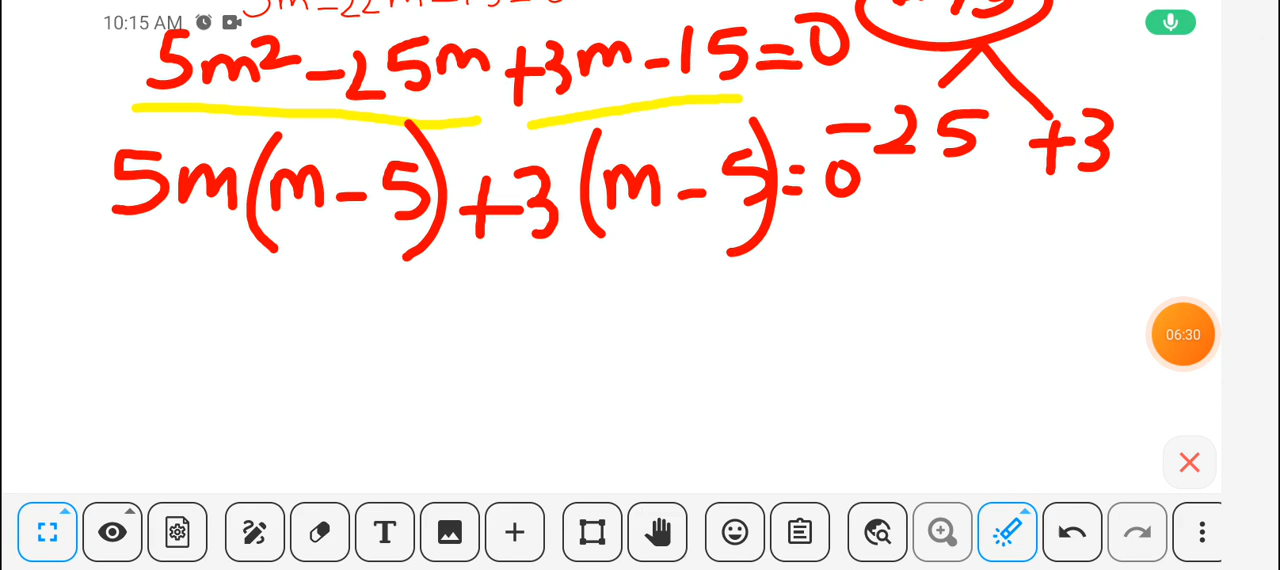 10:15 AM
5m² - 25m + 3m - 15 = 0
-25 +3
5m(m - 5) + 3(m - 5) = 0
06:30
T